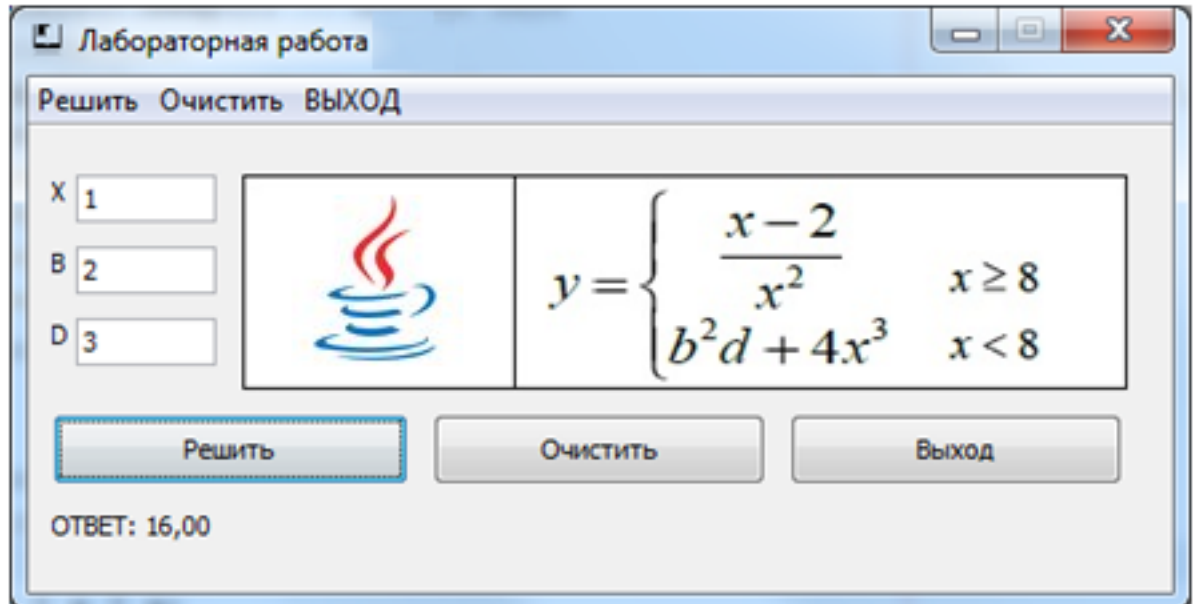 Лабораторная работа
Решить Очистить ВЫХОД
X 1
B 2
D 3
y = { (x − 2) / x² x ≥ 8
b²d + 4x³ x < 8
Решить Очистить Выход
ОТВЕТ: 16,00